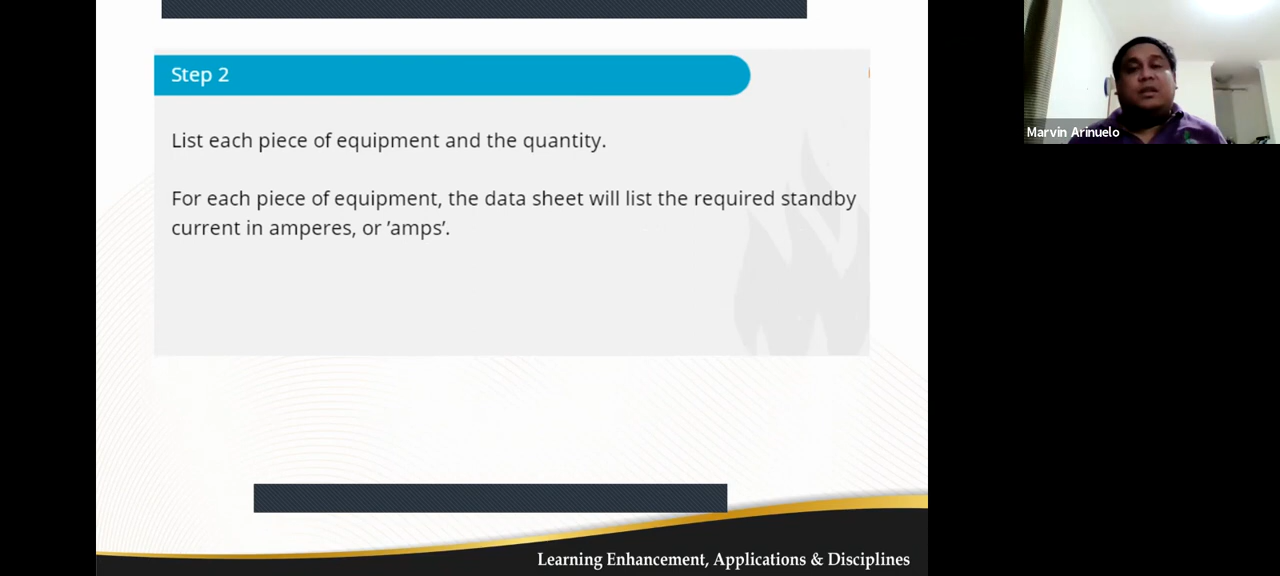 Step 2
List each piece of equipment and the quantity.
For each piece of equipment, the data sheet will list the required standby
current in amperes, or ’amps’.
Marvin Arinuelo
Learning Enhancement, Applications & Disciplines